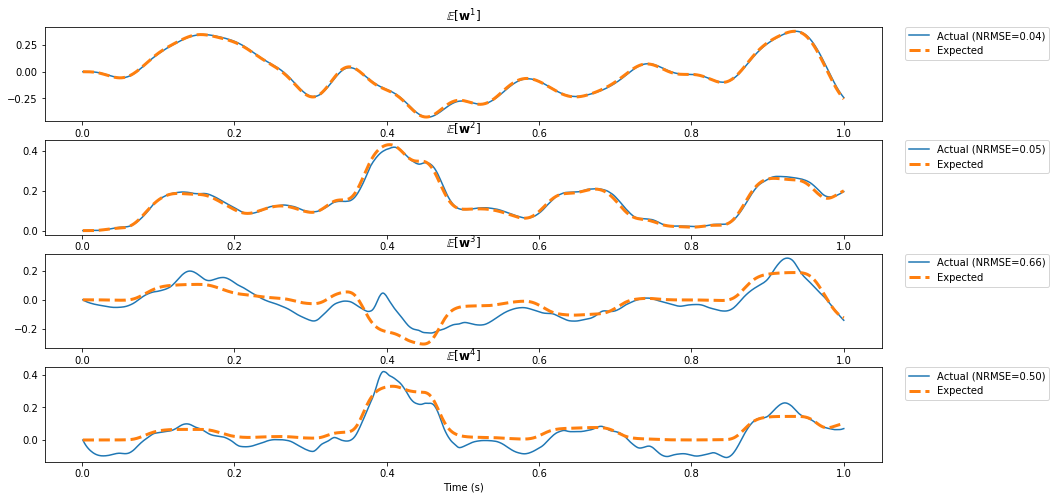 𝔼[w¹]
0.25
0.00
−0.25
0.0 0.2 0.4 0.6 0.8 1.0
Actual (NRMSE=0.04)
Expected
𝔼[w²]
0.4
0.2
0.0
0.0 0.2 0.4 0.6 0.8 1.0
Actual (NRMSE=0.05)
Expected
𝔼[w³]
0.2
0.0
−0.2
0.0 0.2 0.4 0.6 0.8 1.0
Actual (NRMSE=0.66)
Expected
𝔼[w⁴]
0.4
0.2
0.0
0.0 0.2 0.4 0.6 0.8 1.0
Time (s)
Actual (NRMSE=0.50)
Expected